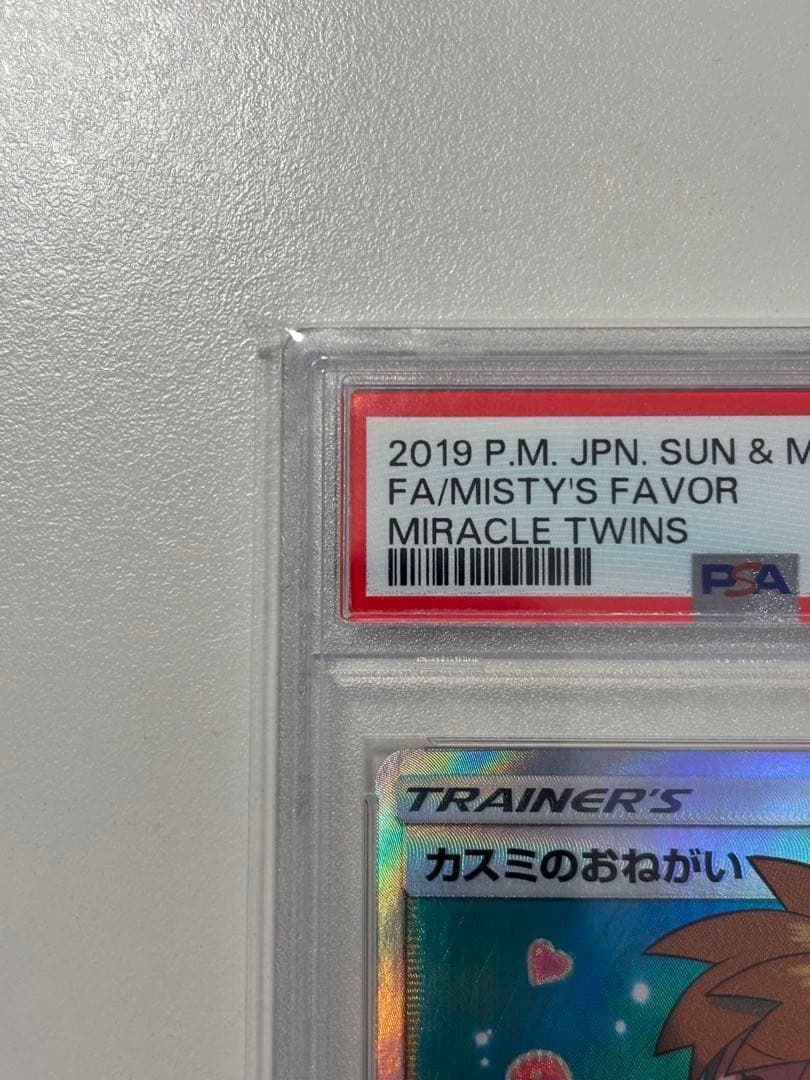 2019 P.M. JPN. SUN & M
FA/MISTY'S FAVOR
MIRACLE TWINS
PSA
TRAINER'S
カスミのおねがい